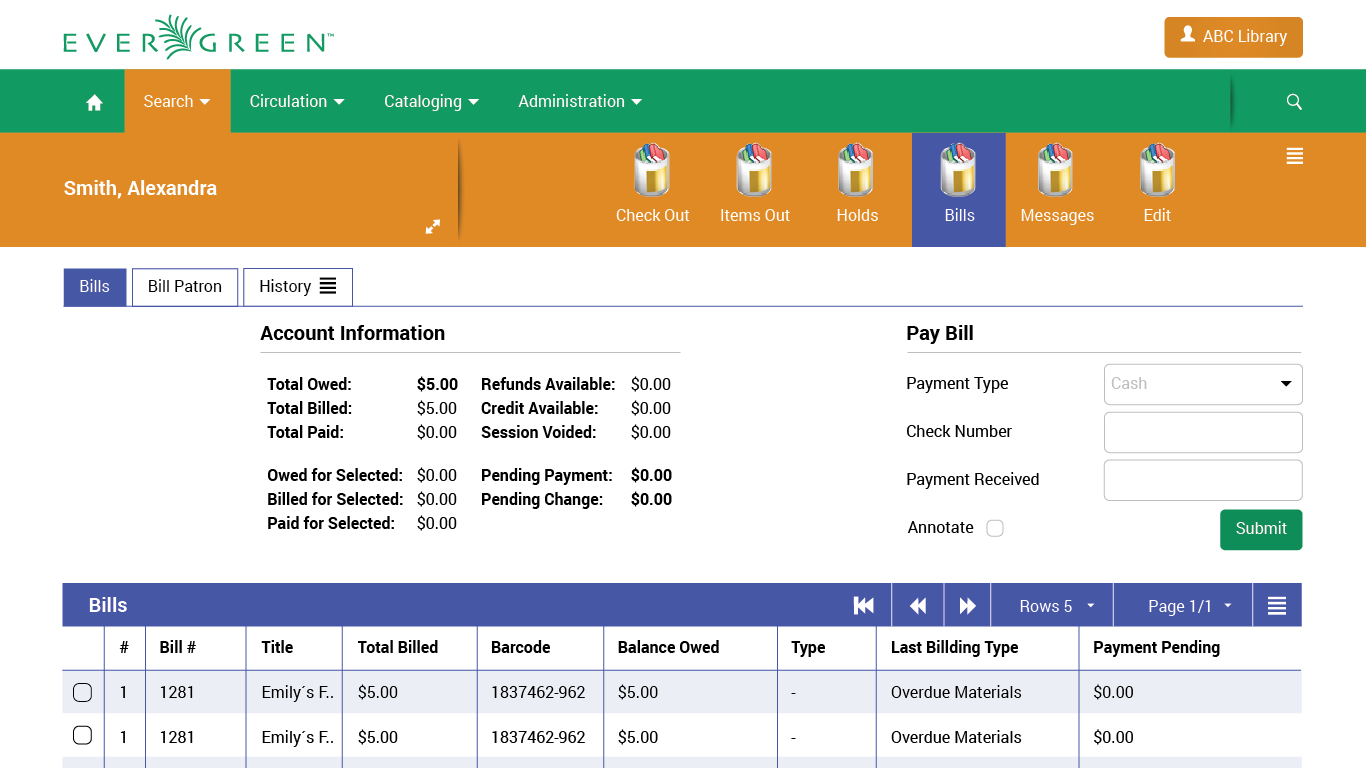 EVERGREEN™
ABC Library
Search
Circulation
Cataloging
Administration
Smith, Alexandra
Check Out
Items Out
Holds
Bills
Messages
Edit
Bills
Bill Patron
History
Account Information
Total Owed: $5.00 Refunds Available: $0.00
Total Billed: $5.00 Credit Available: $0.00
Total Paid: $0.00 Session Voided: $0.00
Owed for Selected: $0.00 Pending Payment: $0.00
Billed for Selected: $0.00 Pending Change: $0.00
Paid for Selected: $0.00
Pay Bill
Payment Type Cash
Check Number
Payment Received
Annotate Submit
Bills Rows 5 Page 1/1
# Bill # Title Total Billed Barcode Balance Owed Type Last Billding Type Payment Pending
1 1281 Emily´s F.. $5.00 1837462-962 $5.00 - Overdue Materials $0.00
1 1281 Emily´s F.. $5.00 1837462-962 $5.00 - Overdue Materials $0.00